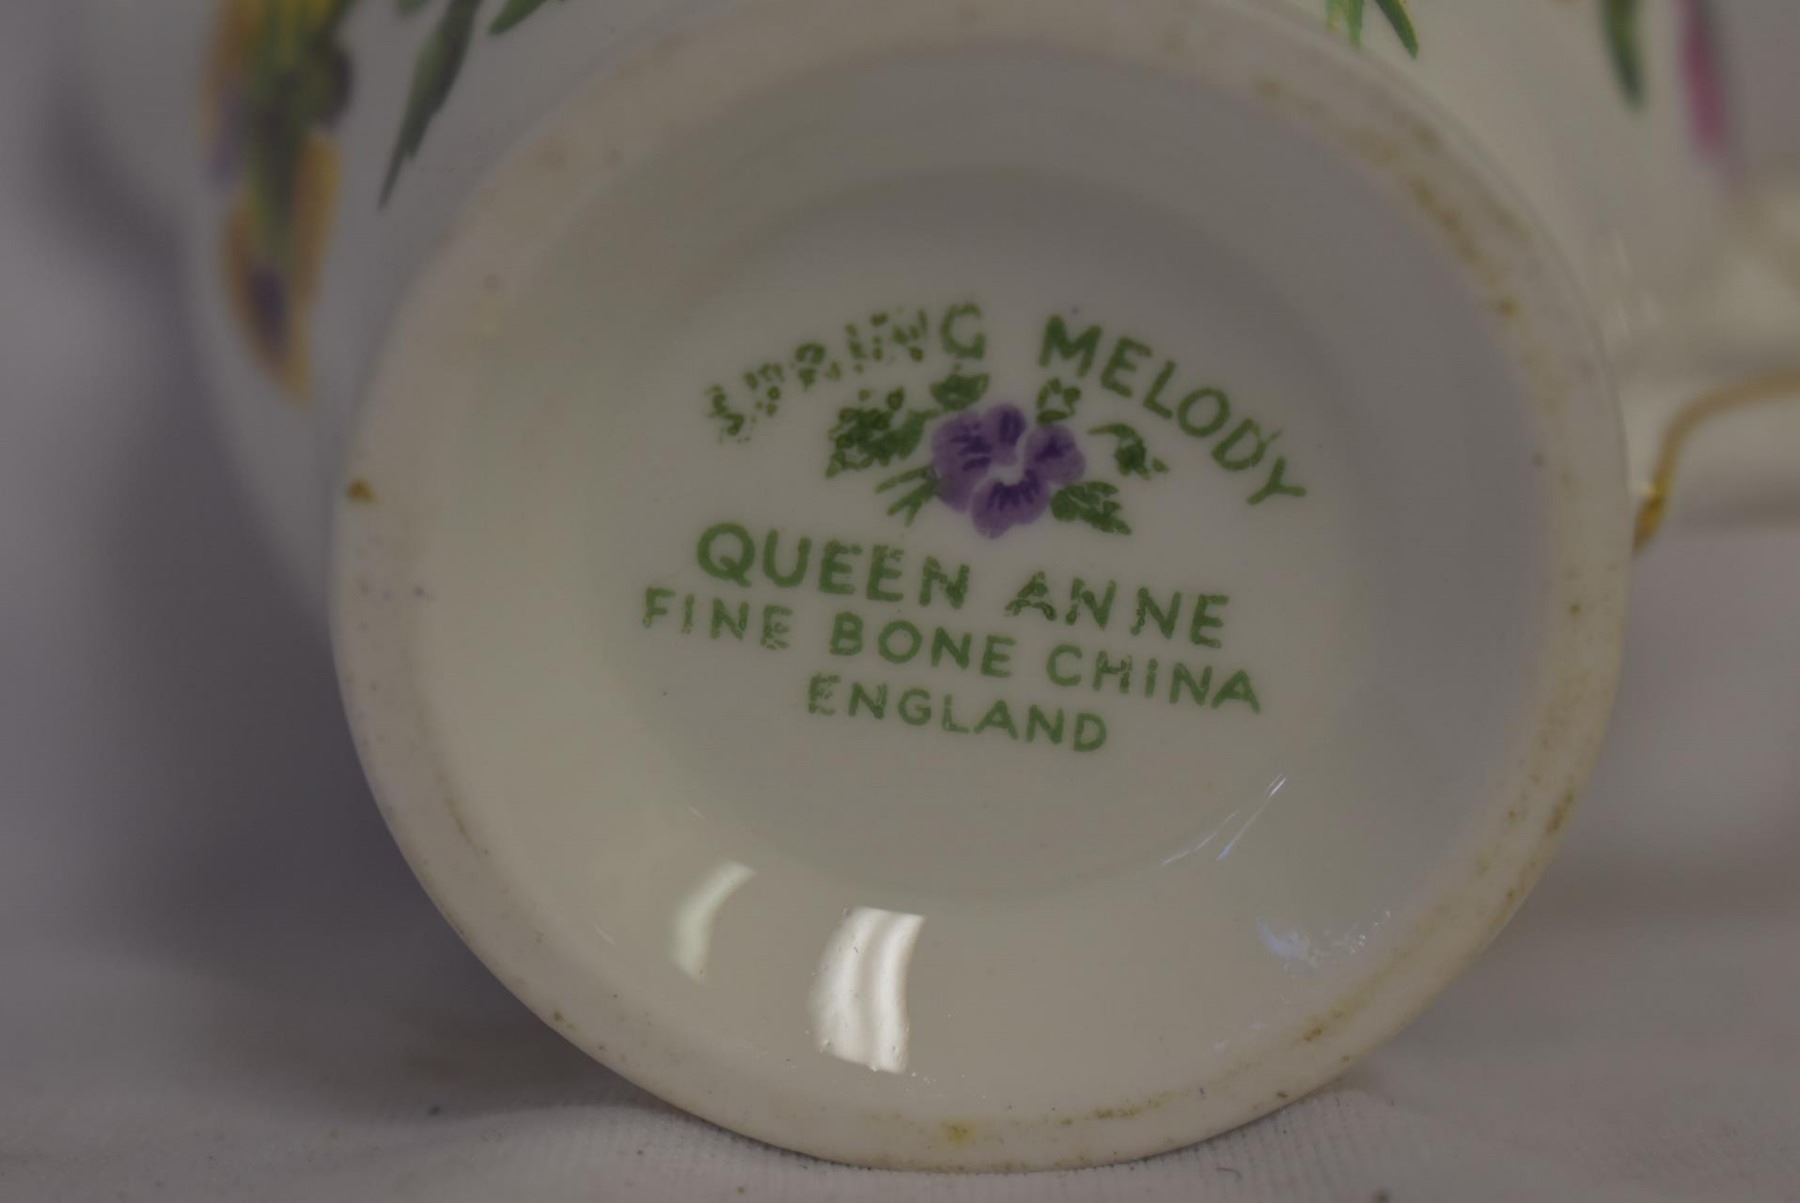 SPRING MELODY
QUEEN ANNE
FINE BONE CHINA
ENGLAND